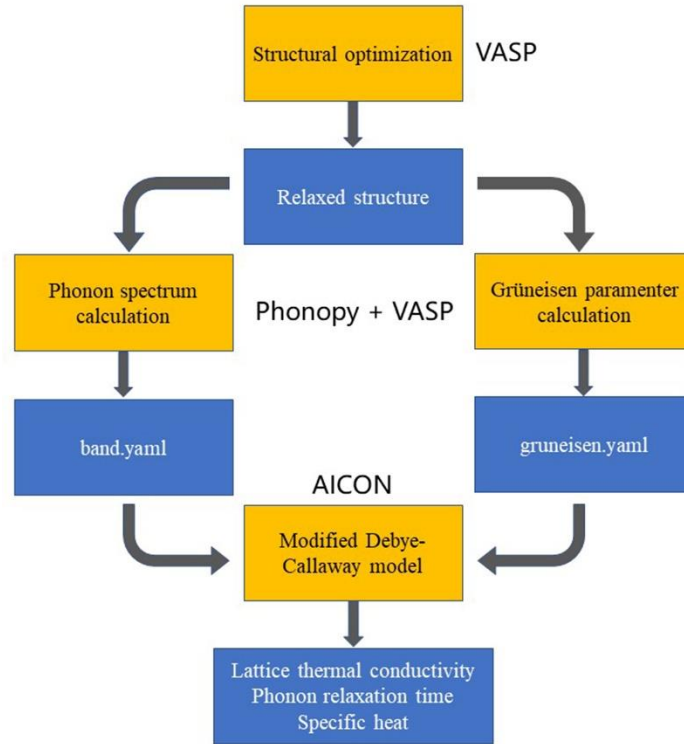 Structural optimization
VASP
Relaxed structure
Phonon spectrum
calculation
Phonopy + VASP
Grüneisen paramenter
calculation
band.yaml
gruneisen.yaml
AICON
Modified Debye-
Callaway model
Lattice thermal conductivity
Phonon relaxation time
Specific heat